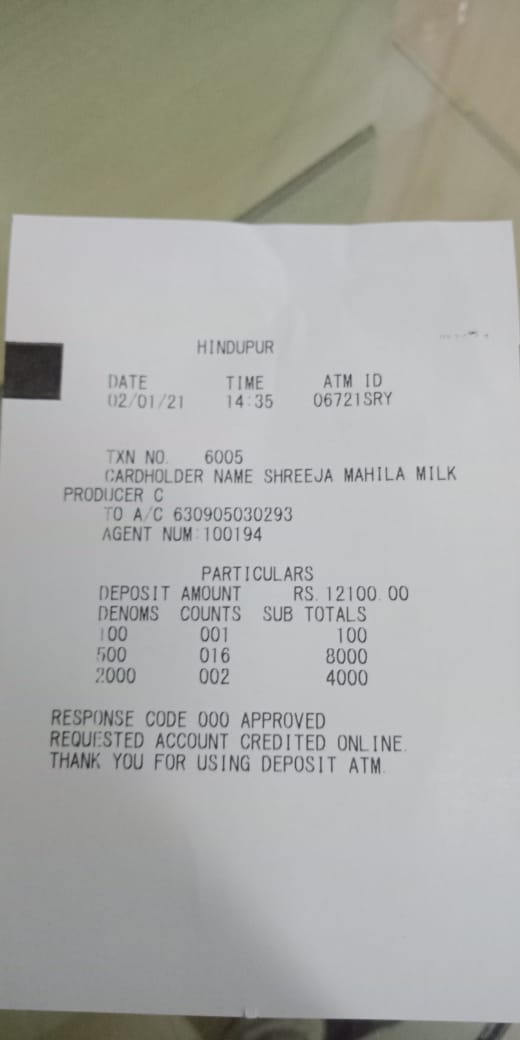 HINDUPUR
DATE TIME ATM ID
02/01/21 14:35 06721SRY
TXN NO. 6005
CARDHOLDER NAME SHREEJA MAHILA MILK
PRODUCER C
TO A/C 630905030293
AGENT NUM:100194
PARTICULARS
DEPOSIT AMOUNT RS.12100.00
DENOMS COUNTS SUB TOTALS
100 001 100
500 016 8000
2000 002 4000
RESPONSE CODE 000 APPROVED
REQUESTED ACCOUNT CREDITED ONLINE.
THANK YOU FOR USING DEPOSIT ATM.